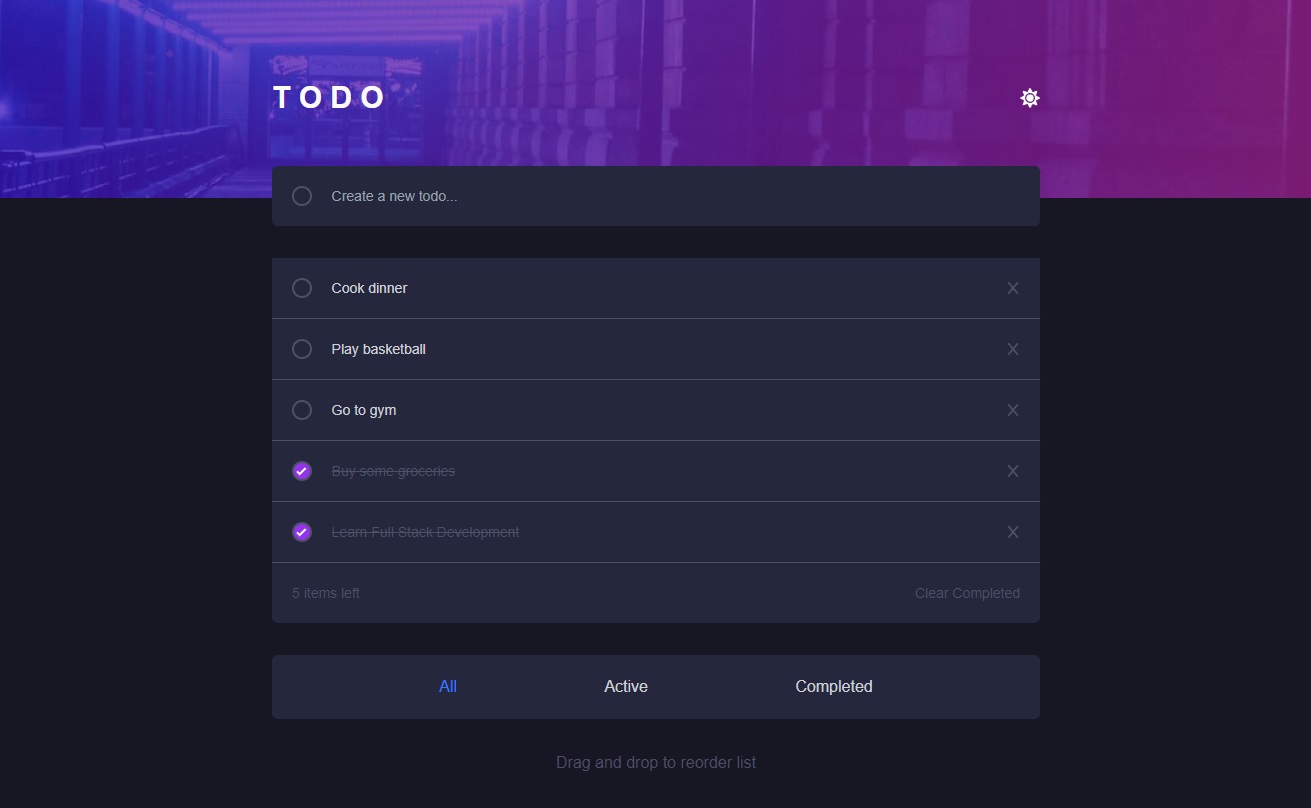 TODO
Create a new todo...
Cook dinner
Play basketball
Go to gym
Buy some groceries
Learn Full Stack Development
5 items left Clear Completed
All Active Completed
Drag and drop to reorder list